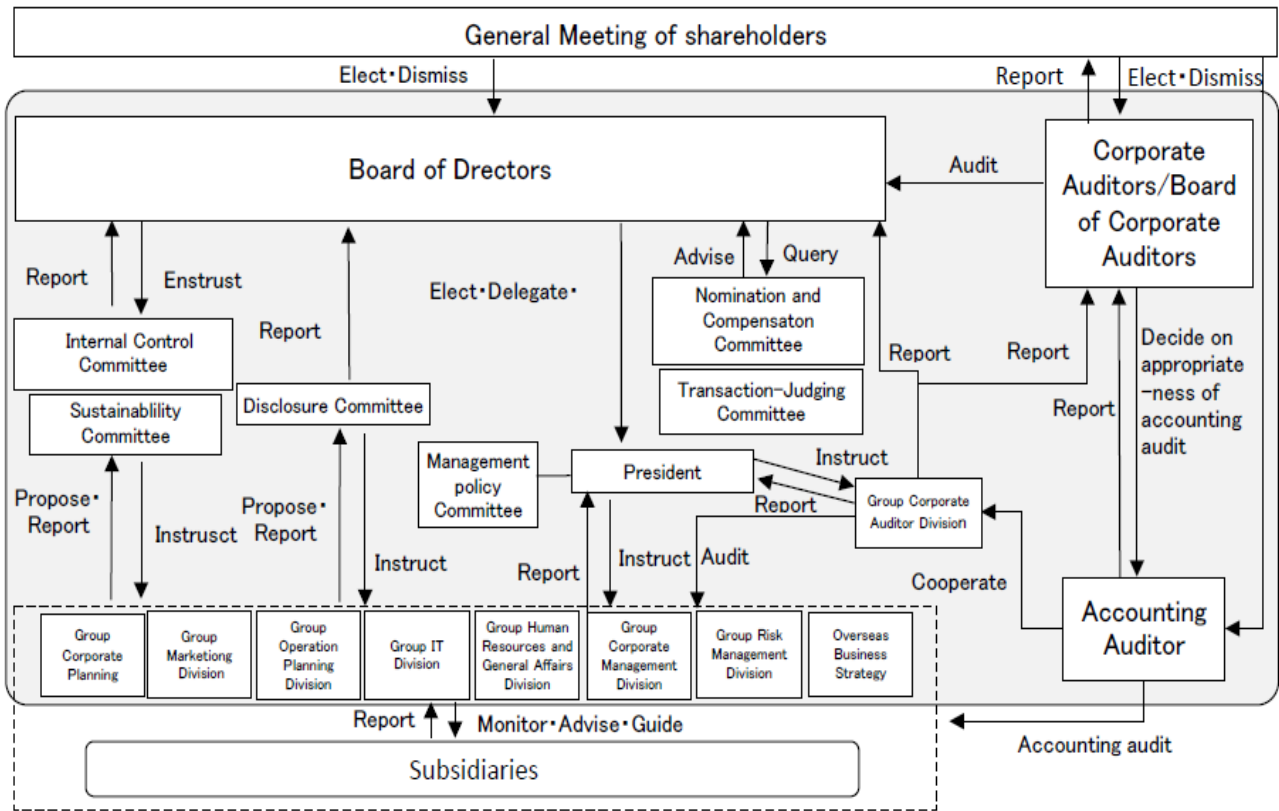 General Meeting of shareholders
Elect・Dismiss
Report
Elect・Dismiss
Board of Drectors
Audit
Corporate
Auditors/Board
of Corporate
Auditors
Report
Enstrust
Elect・Delegate・
Advise
Query
Internal Control
Committee
Sustainablility
Committee
Report
Disclosure Committee
Nomination and
Compensaton
Committee
Transaction-Judging
Committee
Report
Report
Report
Decide on
appropriate
-ness of
accounting
audit
Management
policy
Committee
President
Instruct
Report
Group Corporate
Auditor Division
Propose・
Report
Instrusct
Propose・
Report
Instruct
Report
Instruct
Audit
Cooperate
Accounting
Auditor
Group
Corporate
Planning
Group
Marketiong
Division
Group
Operation
Planning
Division
Group IT
Division
Group Human
Resources and
General Affairs
Division
Group
Corporate
Management
Division
Group Risk
Management
Division
Overseas
Business
Strategy
Report
Monitor・Advise・Guide
Accounting audit
Subsidiaries